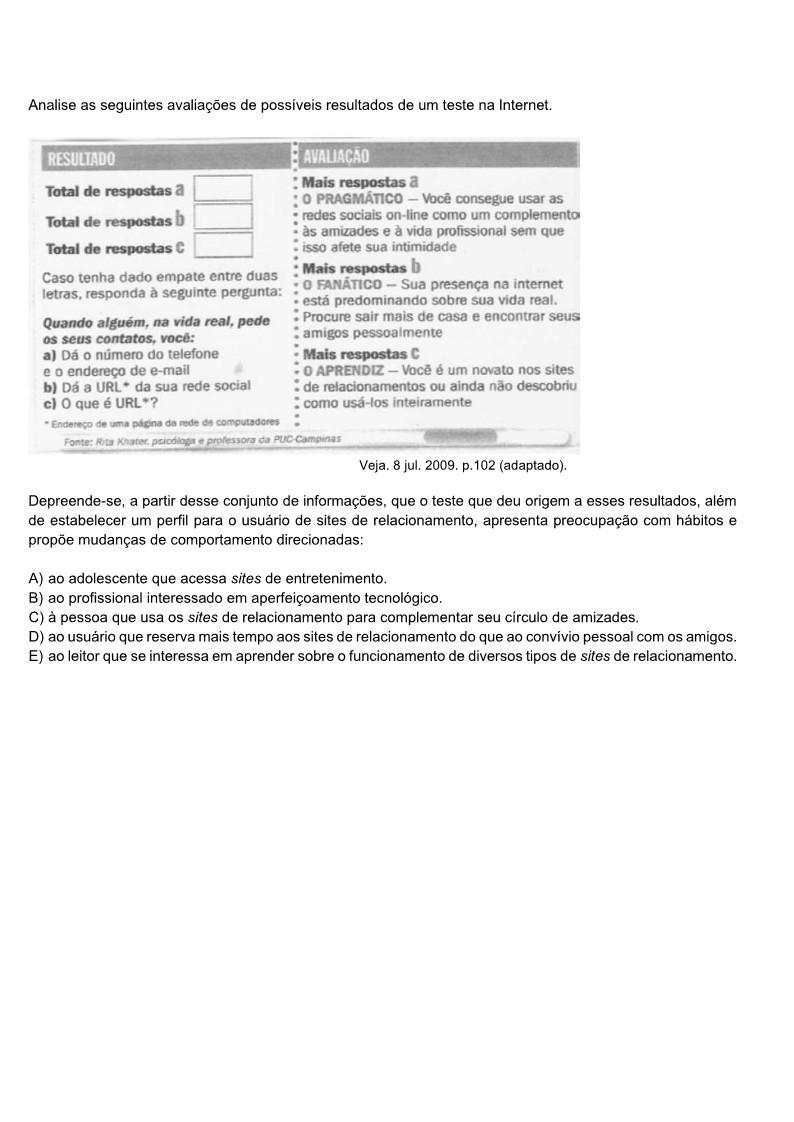 Analise as seguintes avaliações de possíveis resultados de um teste na Internet.
RESULTADO
Total de respostas a
Total de respostas b
Total de respostas c
Caso tenha dado empate entre duas
letras, responda à seguinte pergunta:
Quando alguém, na vida real, pede
os seus contatos, você:
a) Dá o número do telefone
e o endereço de e-mail
b) Dá a URL* da sua rede social
c) O que é URL*?
* Endereço de uma página da rede de computadores
Fonte: Rita Khater, psicóloga e professora da PUC-Campinas
AVALIAÇÃO
Mais respostas a
O PRAGMÁTICO – Você consegue usar as
redes sociais on-line como um complemento
às amizades e à vida profissional sem que
isso afete sua intimidade
Mais respostas b
O FANÁTICO – Sua presença na internet
está predominando sobre sua vida real.
Procure sair mais de casa e encontrar seus
amigos pessoalmente
Mais respostas c
O APRENDIZ – Você é um novato nos sites
de relacionamentos ou ainda não descobriu
como usá-los inteiramente
Veja. 8 jul. 2009. p.102 (adaptado).
Depreende-se, a partir desse conjunto de informações, que o teste que deu origem a esses resultados, além
de estabelecer um perfil para o usuário de sites de relacionamento, apresenta preocupação com hábitos e
propõe mudanças de comportamento direcionadas:
A) ao adolescente que acessa sites de entretenimento.
B) ao profissional interessado em aperfeiçoamento tecnológico.
C) à pessoa que usa os sites de relacionamento para complementar seu círculo de amizades.
D) ao usuário que reserva mais tempo aos sites de relacionamento do que ao convívio pessoal com os amigos.
E) ao leitor que se interessa em aprender sobre o funcionamento de diversos tipos de sites de relacionamento.